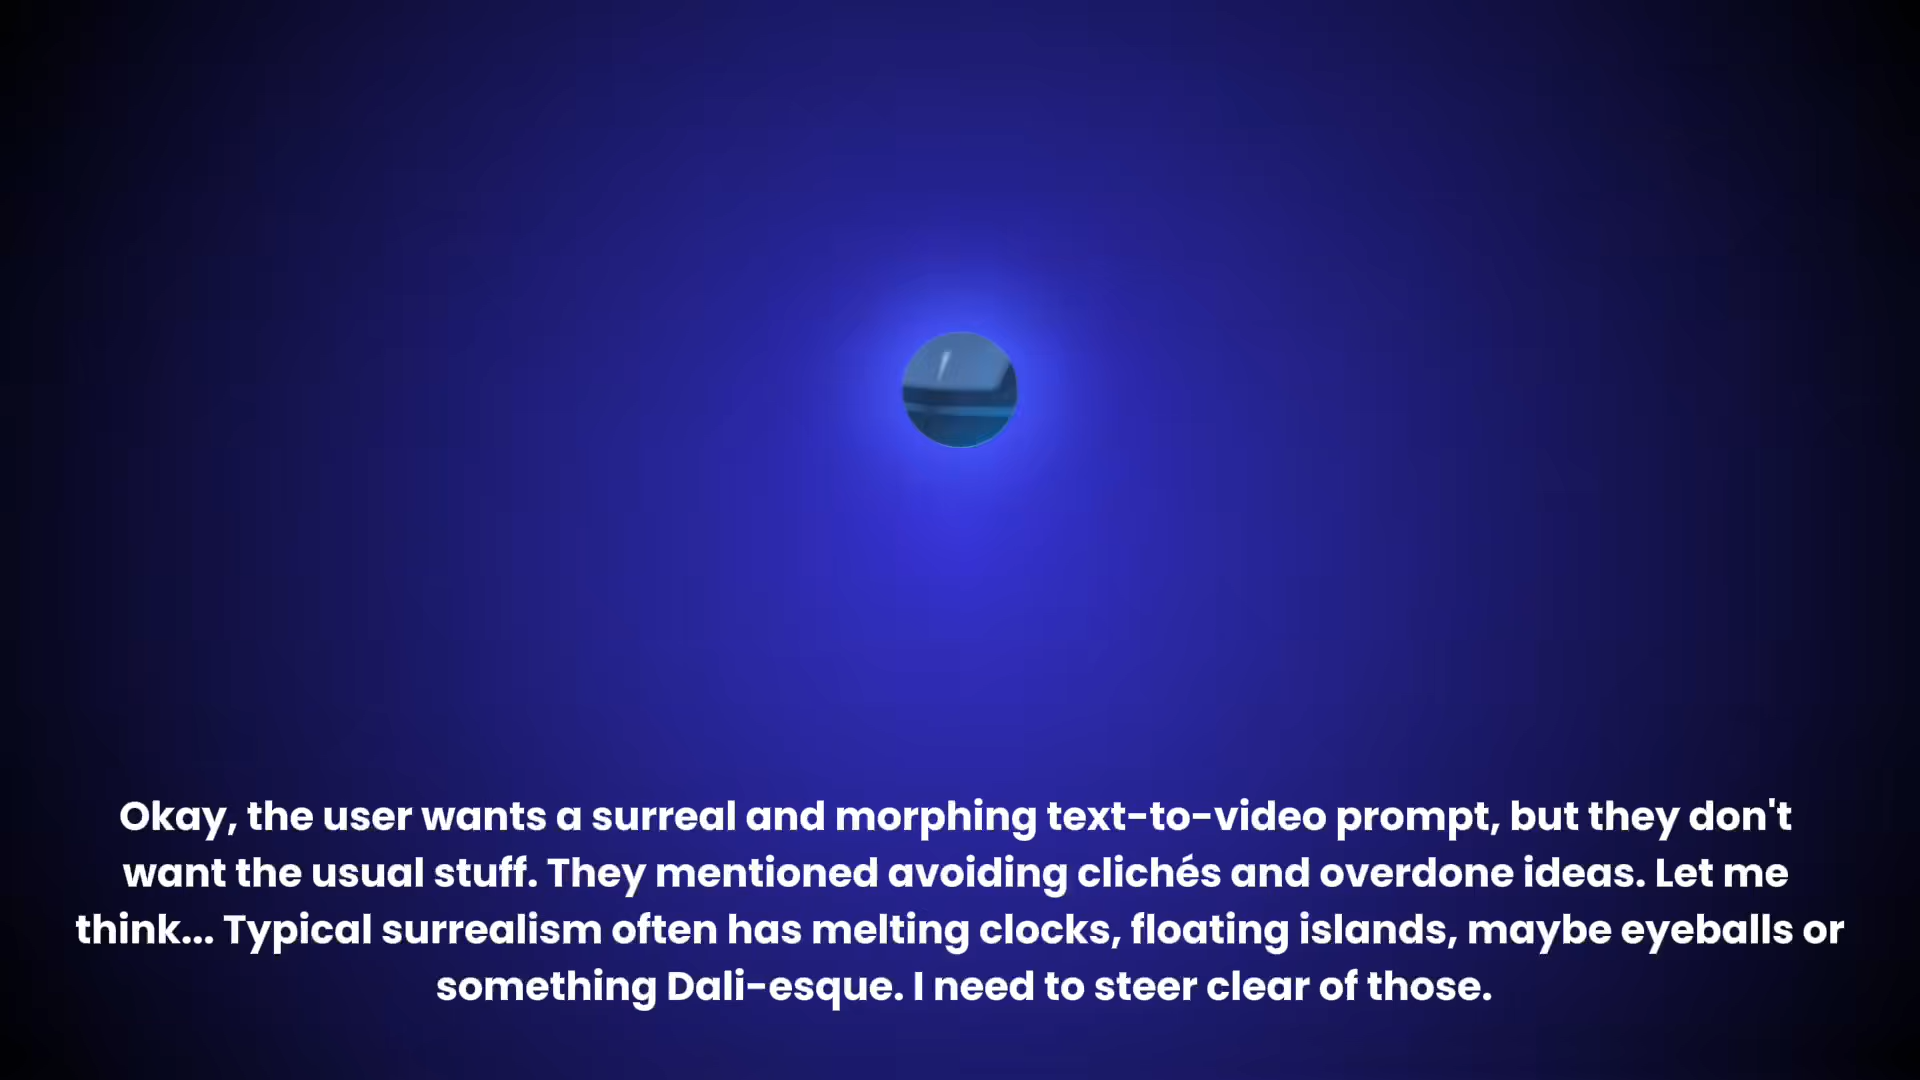 Okay, the user wants a surreal and morphing text-to-video prompt, but they don't
want the usual stuff. They mentioned avoiding clichés and overdone ideas. Let me
think... Typical surrealism often has melting clocks, floating islands, maybe eyeballs or
something Dali-esque. I need to steer clear of those.